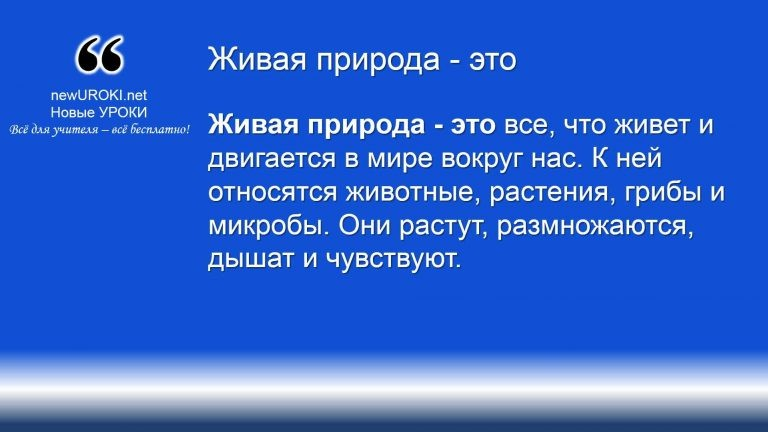 newUROKI.net
Новые УРОКИ
Всё для учителя – всё бесплатно!
Живая природа - это
Живая природа - это все, что живет и
двигается в мире вокруг нас. К ней
относятся животные, растения, грибы и
микробы. Они растут, размножаются,
дышат и чувствуют.